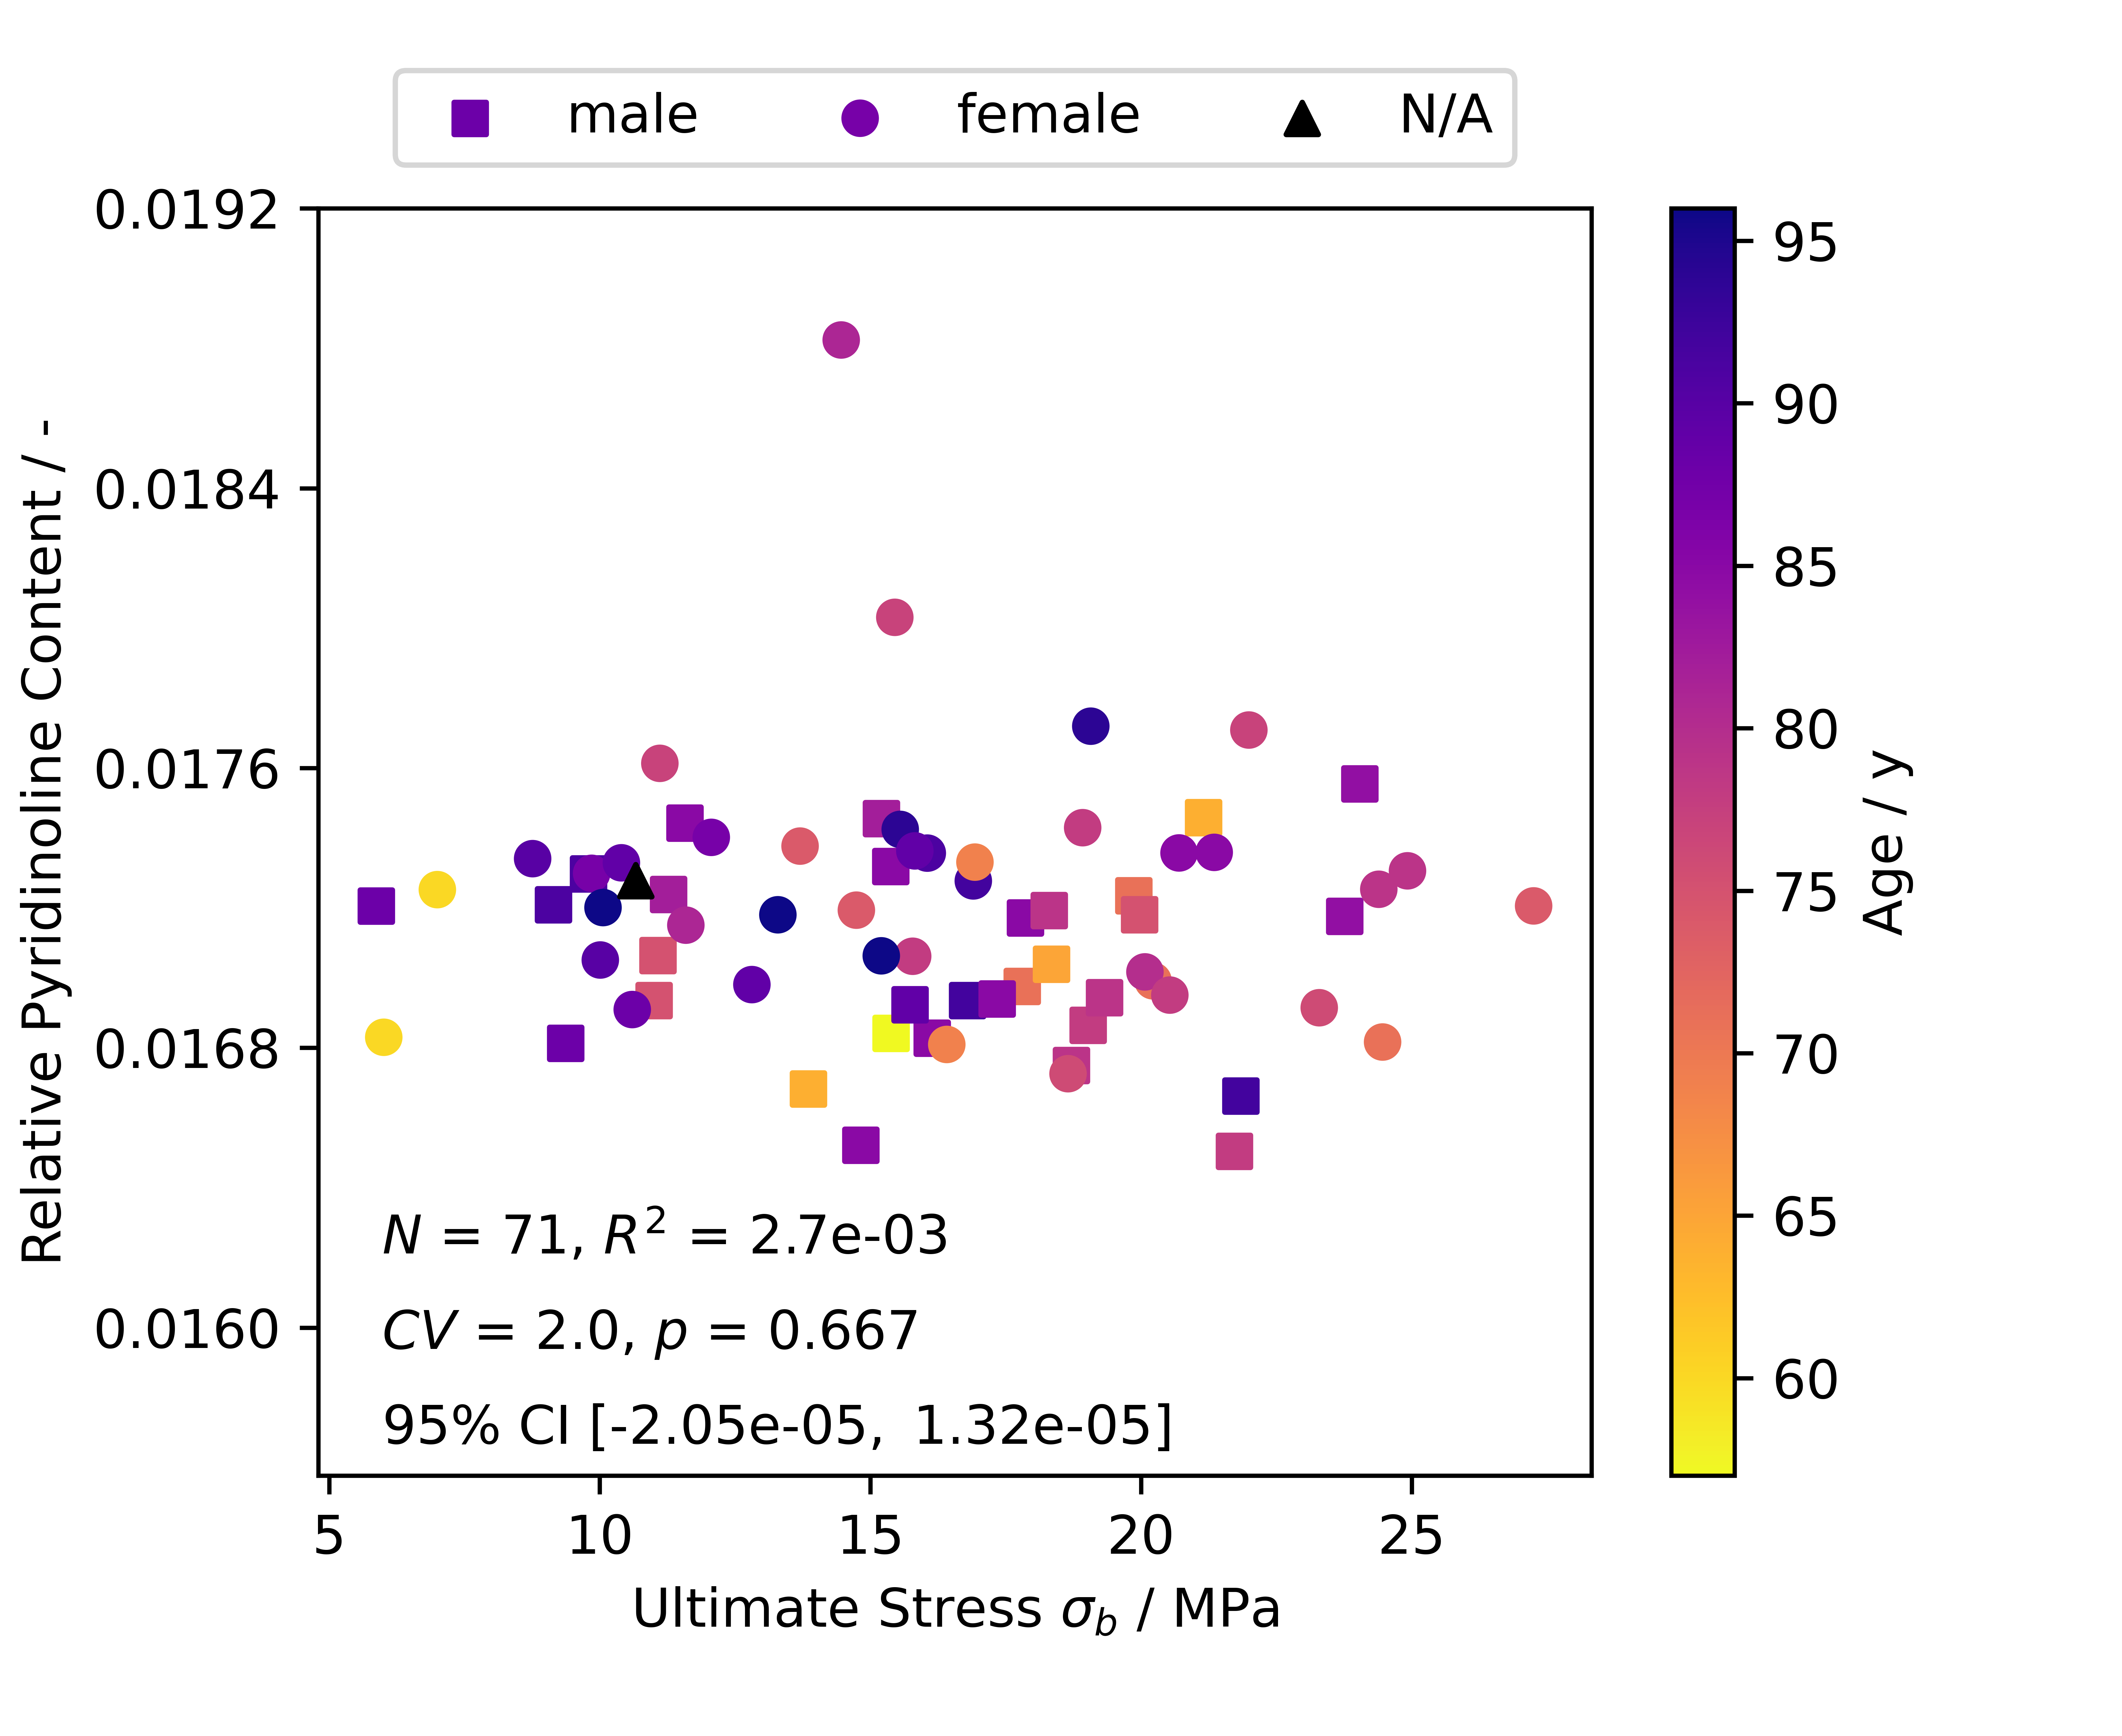 male female N/A
0.0192
0.0184
0.0176
0.0168
0.0160
Relative Pyridinoline Content / -
N = 71, R² = 2.7e-03
CV = 2.0, p = 0.667
95% CI [-2.05e-05, 1.32e-05]
5 10 15 20 25
Ultimate Stress σ_b / MPa
95
90
85
80
75
70
65
60
Age / y